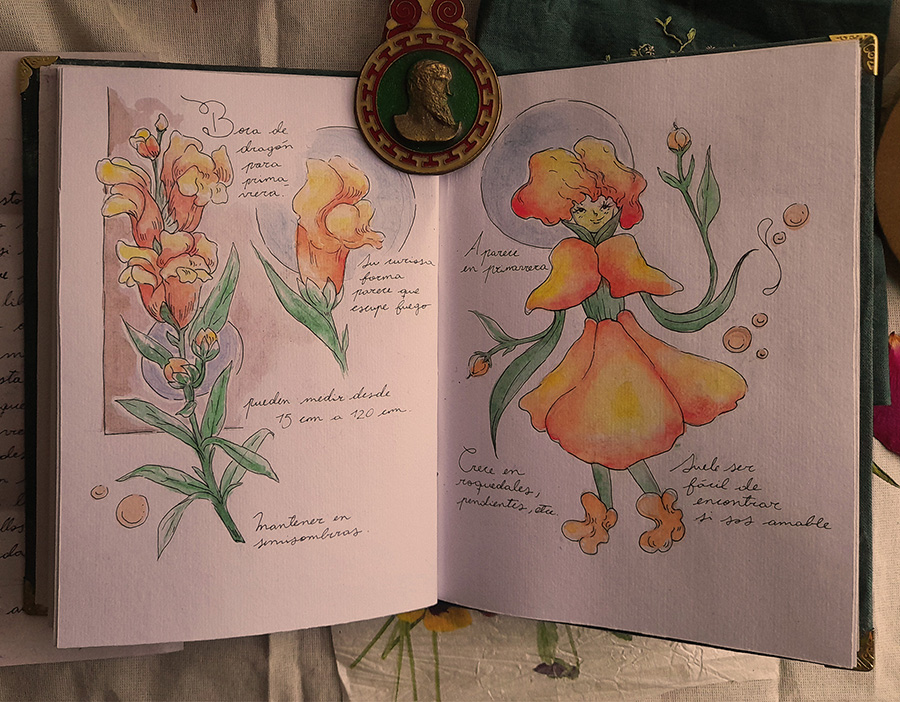 Boca de
dragón
para
prima-
vera.
Su curiosa
forma
parece que
escupe fuego
pueden medir desde
15 cm a 120 cm.
Mantener en
semisombras.
Aparece
en primavera
Crece en
roquedales,
pendientes, etc.
Suele ser
fácil de
encontrar
si sos amable